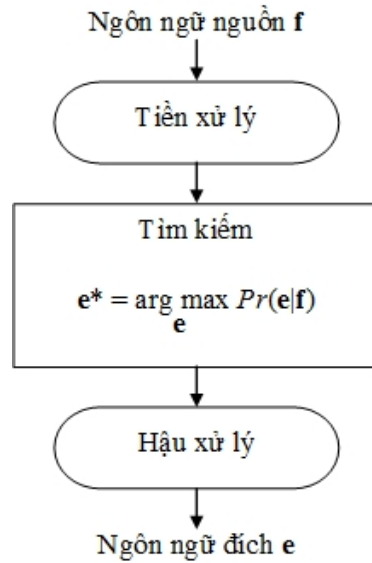 Ngôn ngữ nguồn f
Tiền xử lý
Tìm kiếm
e* = arg max Pr(e|f)
e
Hậu xử lý
Ngôn ngữ đích e